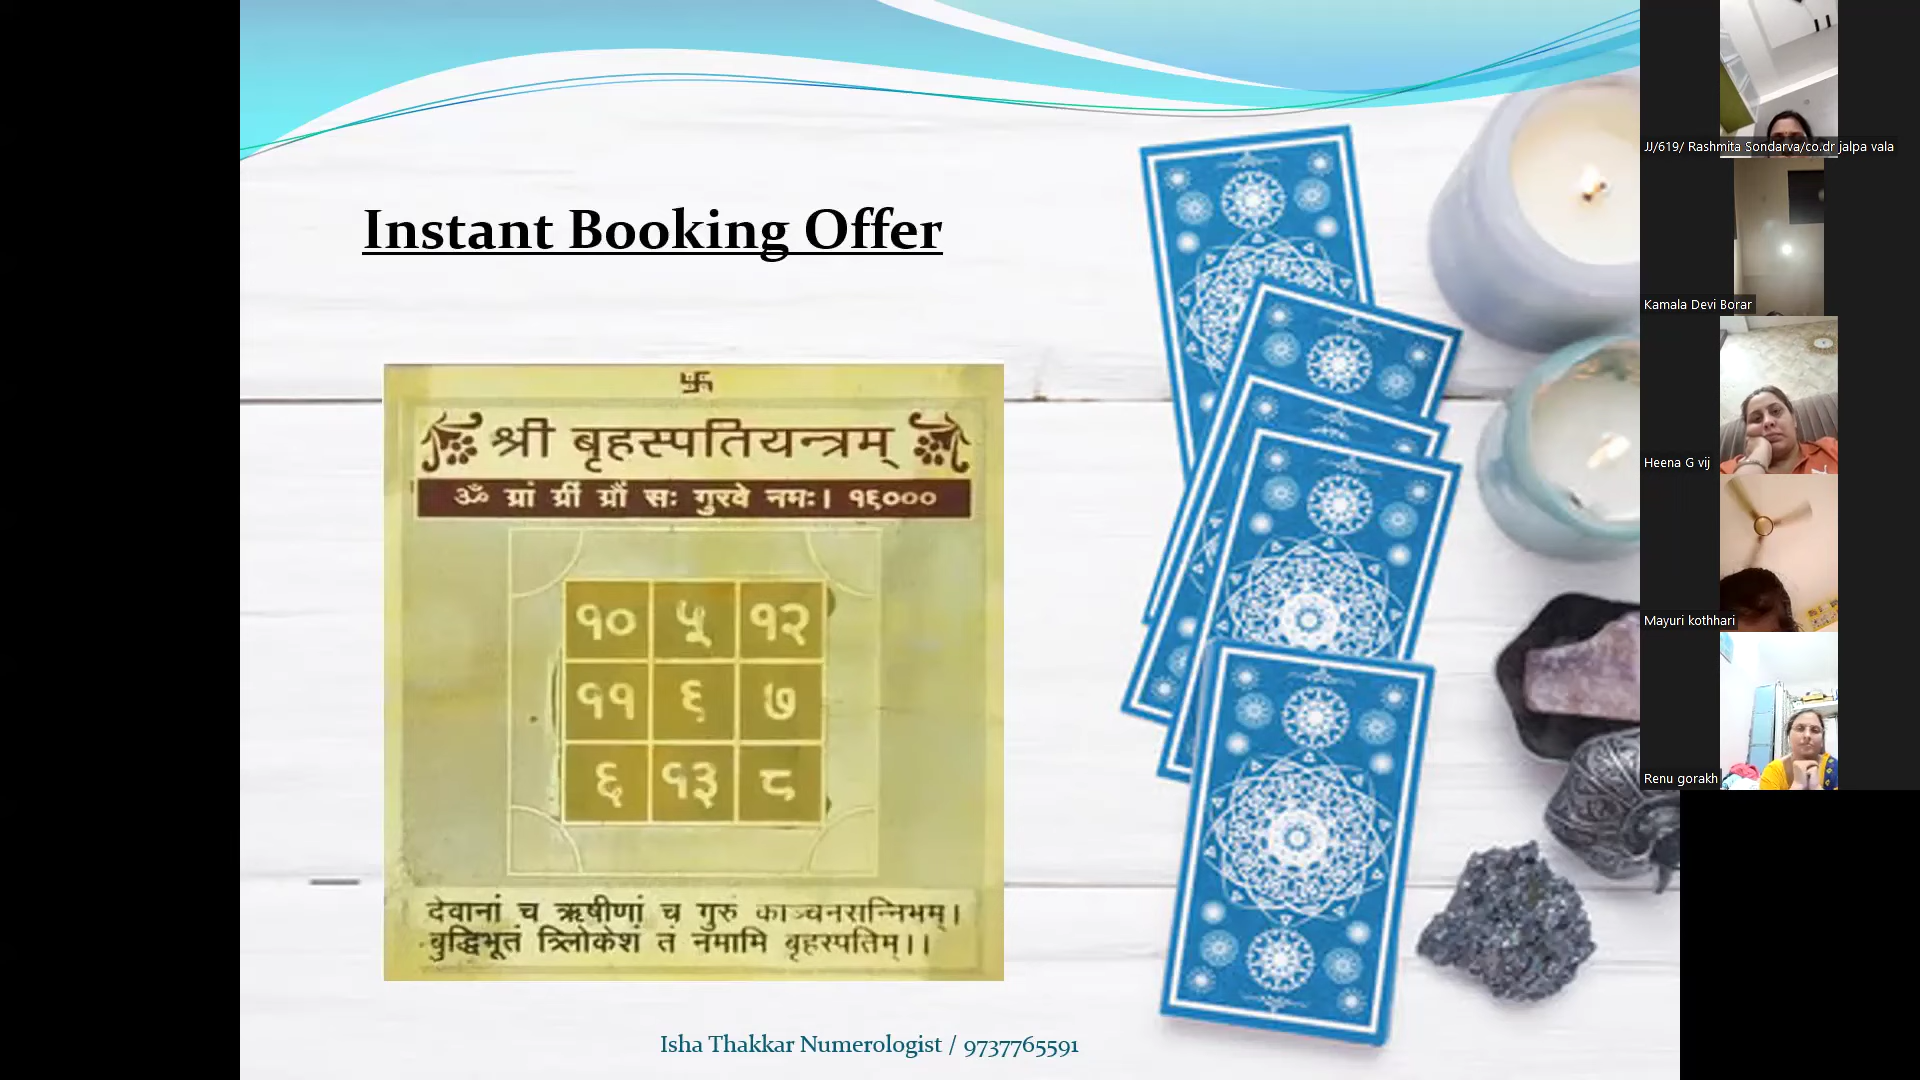 Instant Booking Offer
श्री बृहस्पतियन्त्रम्
ॐ ग्रां ग्रीं ग्रौं सः गुरवे नमः। १६०००
१० ५ १२
११ ६ ७
६ १३ ८
देवानां च ऋषीणां च गुरुं काञ्चनसन्निभम्।
बुद्धिभूतं त्रिलोकेशं तं नमामि बृहस्पतिम्।।
Isha Thakkar Numerologist / 9737765591
JJ/619/ Rashmita Sondarva/co.dr jalpa vala
Kamala Devi Borar
Heena G vij
Mayuri kothhari
Renu gorakh